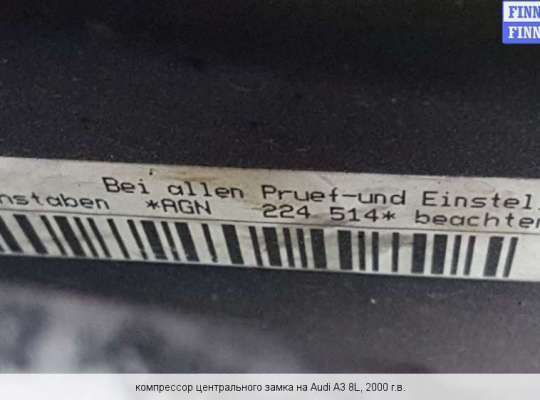 FINN
FINN
Bei allen Pruef-und Einstel
nstaben *AGN 224 514* beachten
компрессор центрального замка на Audi A3 8L, 2000 г.в.